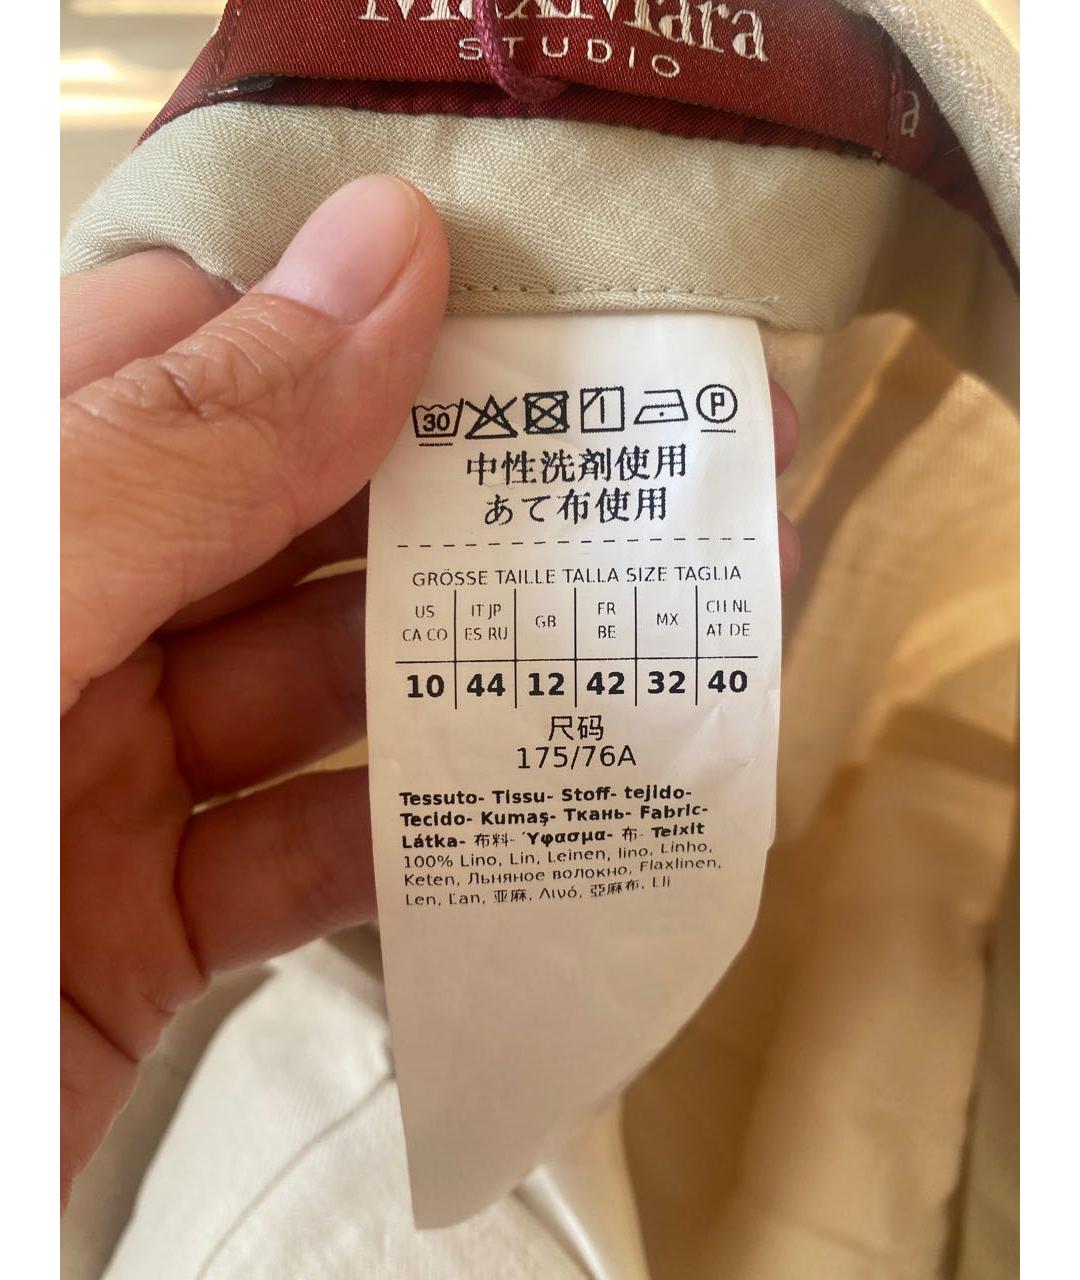 MaxMara
STUDIO
a
30
P
中性洗剤使用
あて布使用
GRÖSSE TAILLE TALLA SIZE TAGLIA
US IT JP GB FR MX CH NL
CA CO ES RU BE AT DE
10 44 12 42 32 40
尺码
175/76A
Tessuto- Tissu- Stoff- tejido-
Tecido- Kumaş- Ткань- Fabric-
Látka- 布料- Ύφασμα- 布- Teixit
100% Lino, Lin, Leinen, lino, Linho,
Keten, Льняное волокно, Flaxlinen,
Len, Ľan, 亚麻, Λινό, 亞麻布, Lli